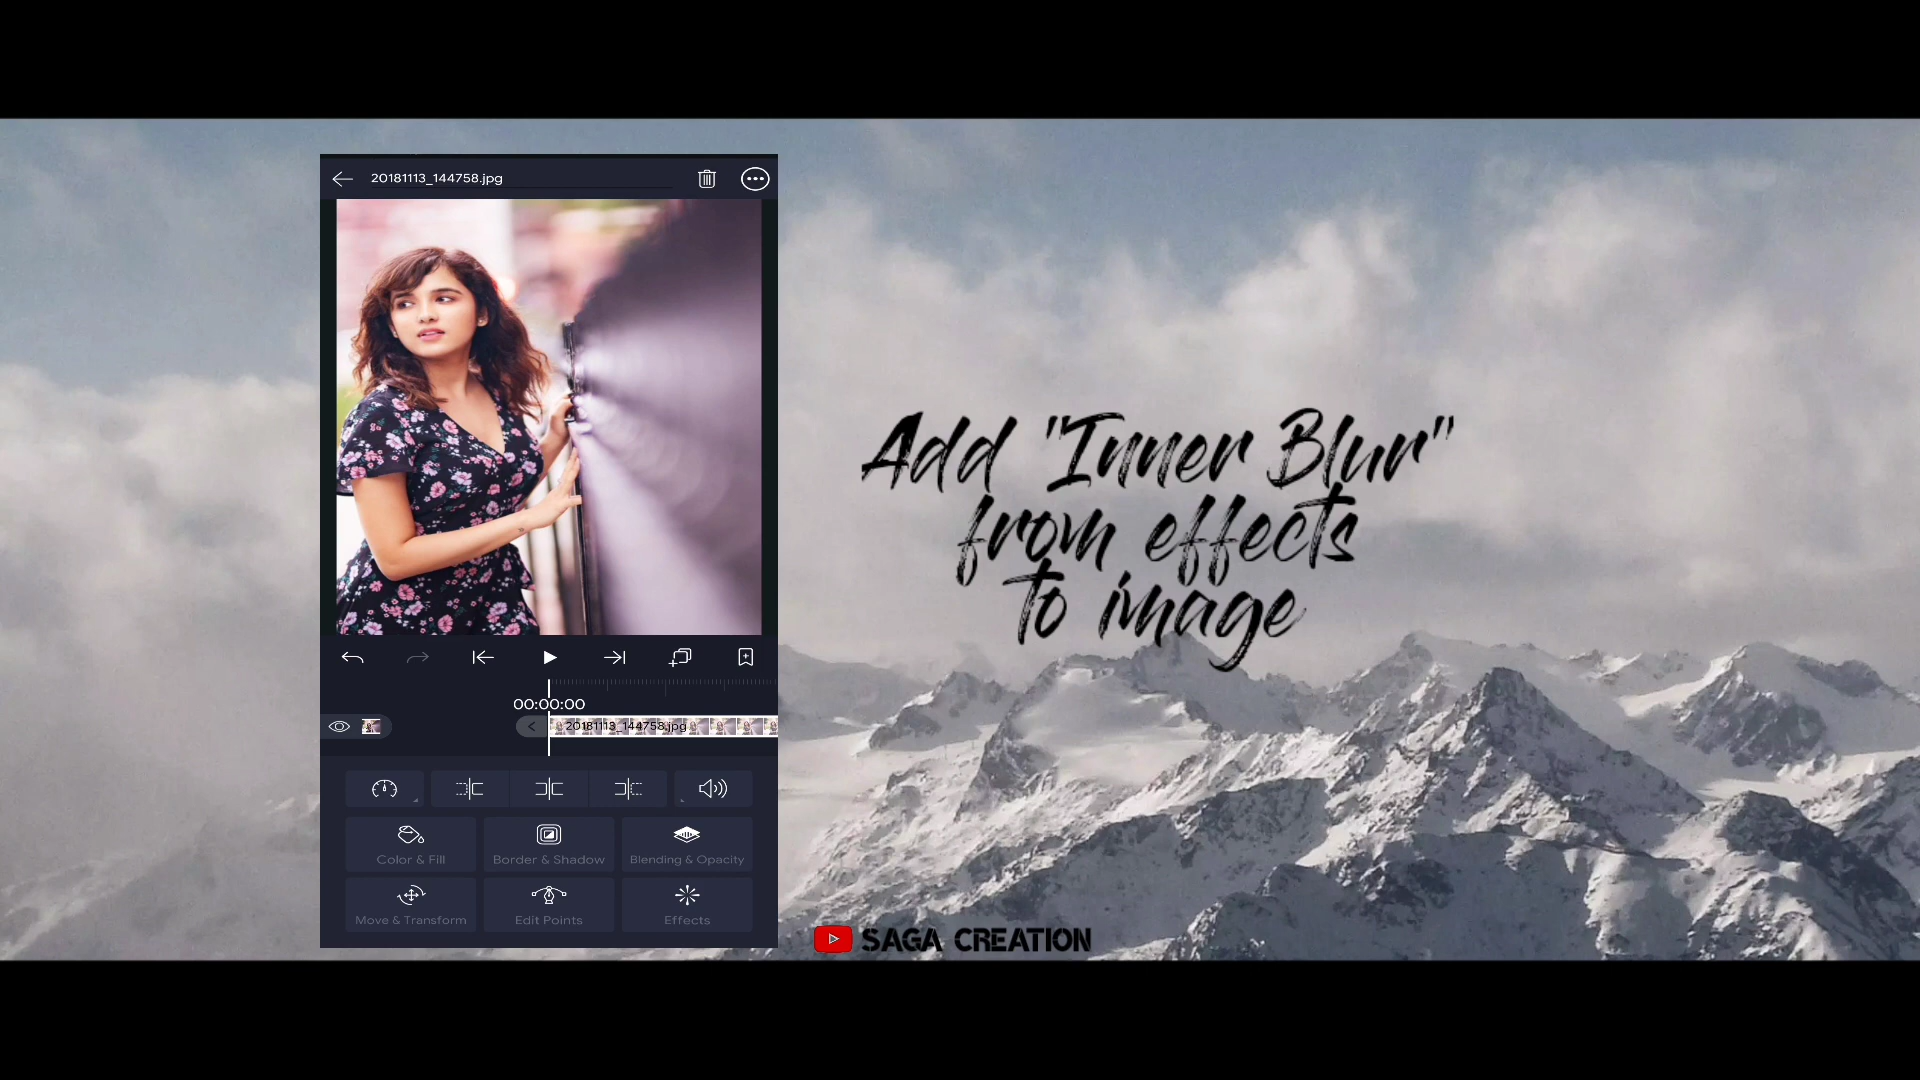 20181113_144758.jpg
Add "Inner Blur"
from effects
to image
00:00:00
20181113_144758.jpg
Color & Fill
Border & Shadow
Blending & Opacity
Move & Transform
Edit Points
Effects
SAGA CREATION